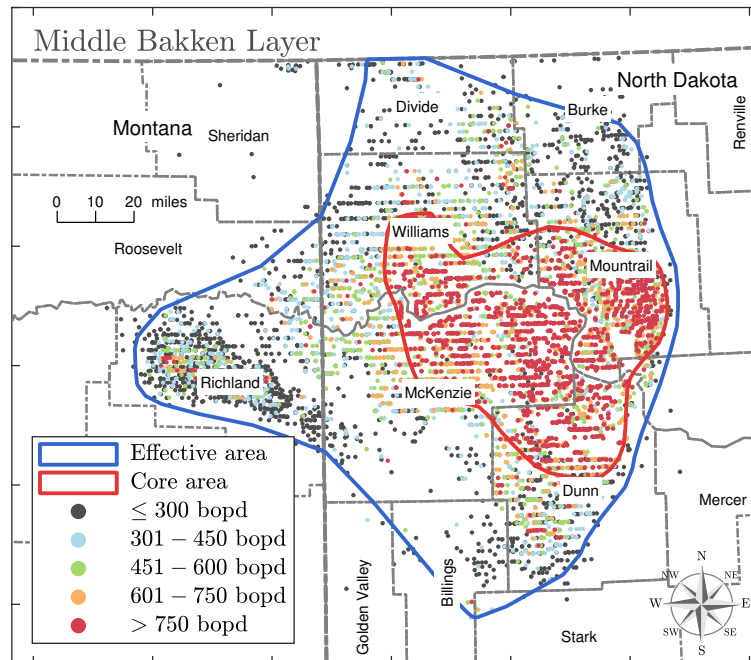 Middle Bakken Layer
North Dakota
Divide
Burke
Renville
Montana
Sheridan
0 10 20 miles
Roosevelt
Williams
Mountrail
Richland
McKenzie
Dunn
Mercer
Effective area
Core area
≤ 300 bopd
301 – 450 bopd
451 – 600 bopd
601 – 750 bopd
> 750 bopd
Golden Valley
Billings
Stark
N
NW NE
W E
SW SE
S